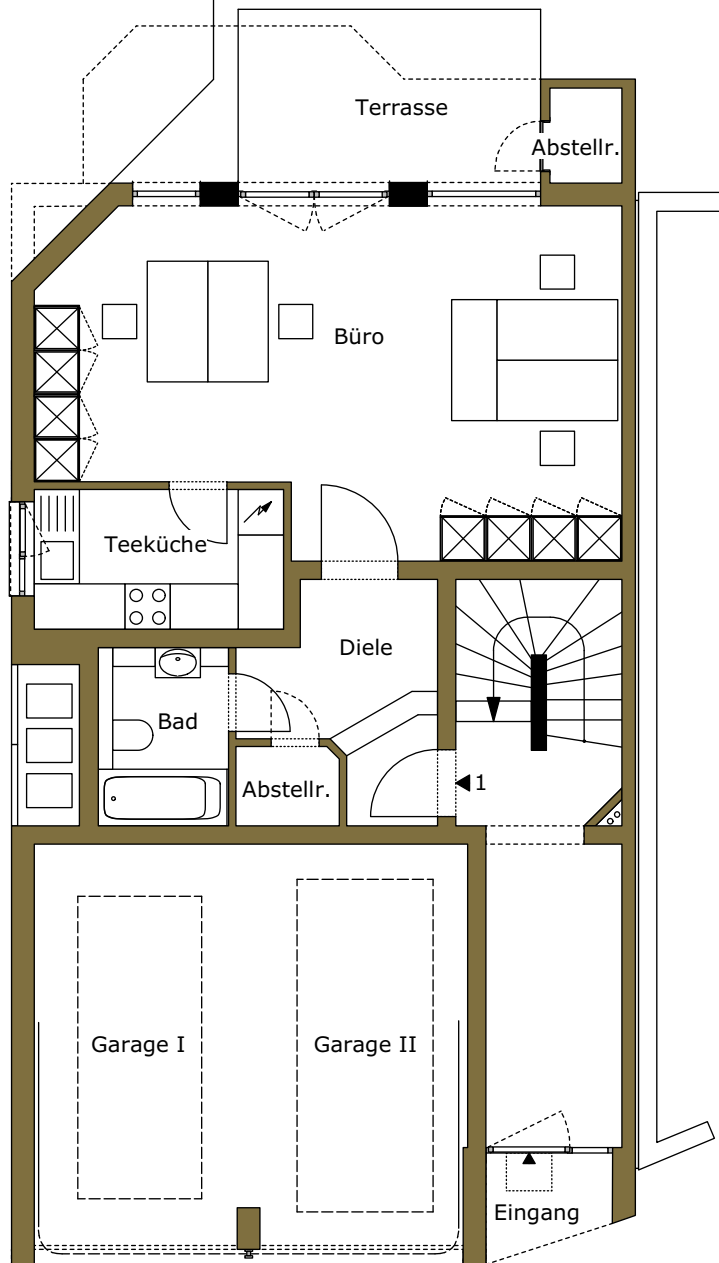 Terrasse
Abstellr.
Büro
Teeküche
Diele
Bad
Abstellr.
1
Garage I
Garage II
Eingang